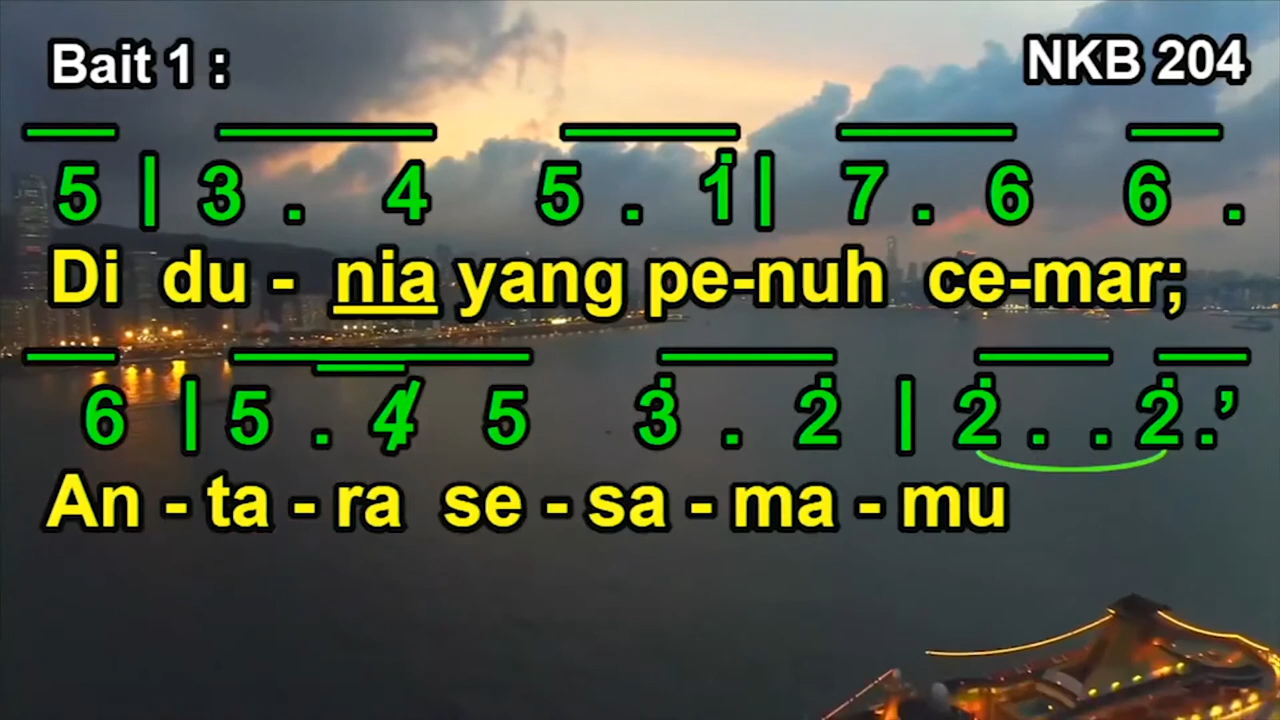 Bait 1 : NKB 204
5 | 3 . 4 5 . 1̇ | 7 . 6 6 .
Di du - nia yang pe-nuh ce-mar;
6 | 5 . 4̸ 5 3̇ . 2̇ | 2̇ . . 2̇ .’
An - ta - ra se - sa - ma - mu